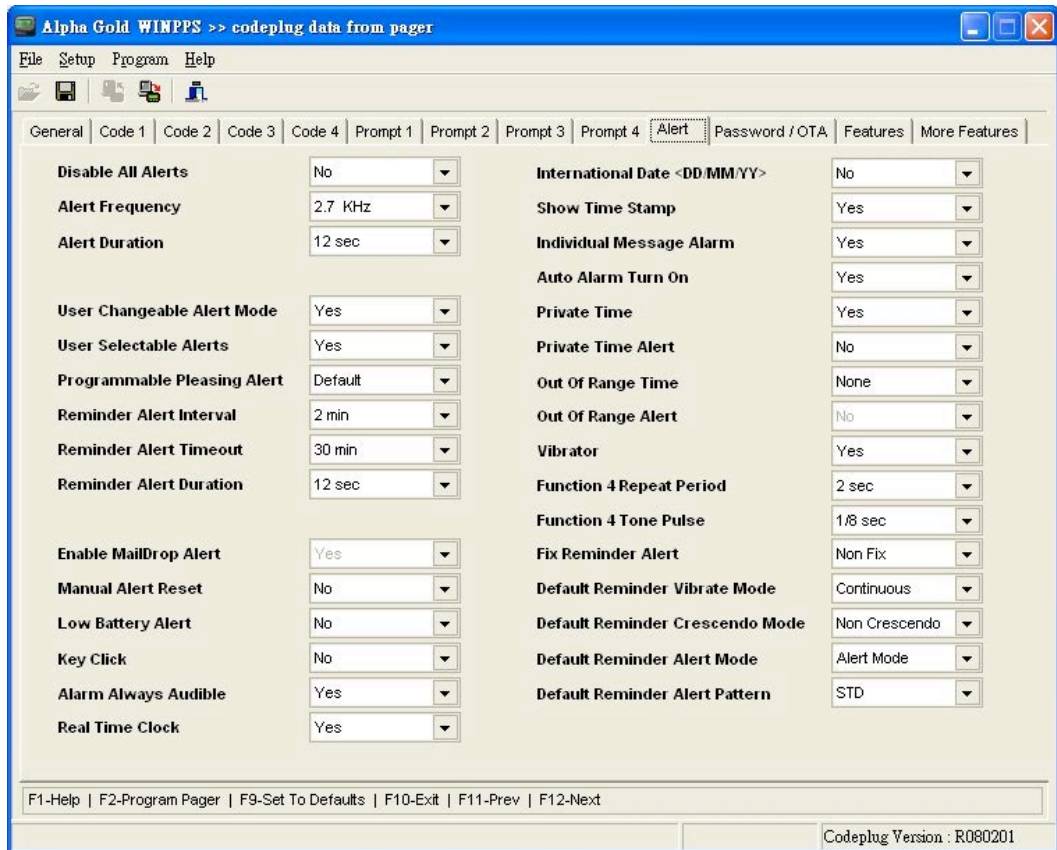 Alpha Gold WINPPS >> codeplug data from pager
File Setup Program Help
General Code 1 Code 2 Code 3 Code 4 Prompt 1 Prompt 2 Prompt 3 Prompt 4 Alert Password / OTA Features More Features
Disable All Alerts No
Alert Frequency 2.7 KHz
Alert Duration 12 sec
User Changeable Alert Mode Yes
User Selectable Alerts Yes
Programmable Pleasing Alert Default
Reminder Alert Interval 2 min
Reminder Alert Timeout 30 min
Reminder Alert Duration 12 sec
Enable MailDrop Alert Yes
Manual Alert Reset No
Low Battery Alert No
Key Click No
Alarm Always Audible Yes
Real Time Clock Yes
International Date <DD/MM/YY> No
Show Time Stamp Yes
Individual Message Alarm Yes
Auto Alarm Turn On Yes
Private Time Yes
Private Time Alert No
Out Of Range Time None
Out Of Range Alert No
Vibrator Yes
Function 4 Repeat Period 2 sec
Function 4 Tone Pulse 1/8 sec
Fix Reminder Alert Non Fix
Default Reminder Vibrate Mode Continuous
Default Reminder Crescendo Mode Non Crescendo
Default Reminder Alert Mode Alert Mode
Default Reminder Alert Pattern STD
F1-Help | F2-Program Pager | F9-Set To Defaults | F10-Exit | F11-Prev | F12-Next
Codeplug Version : R080201